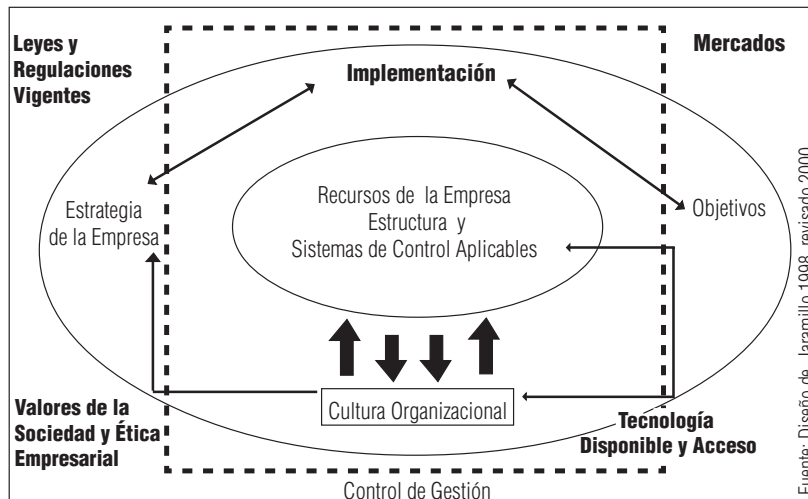 Leyes y
Regulaciones
Vigentes
Mercados
Implementación
Recursos de la Empresa
Estructura y
Sistemas de Control Aplicables
Estrategia
de la Empresa
Objetivos
Cultura Organizacional
Valores de la
Sociedad y Ética
Empresarial
Tecnología
Disponible y Acceso
Control de Gestión
Fuente: Diseño de Jaramillo 1998, revisado 2000